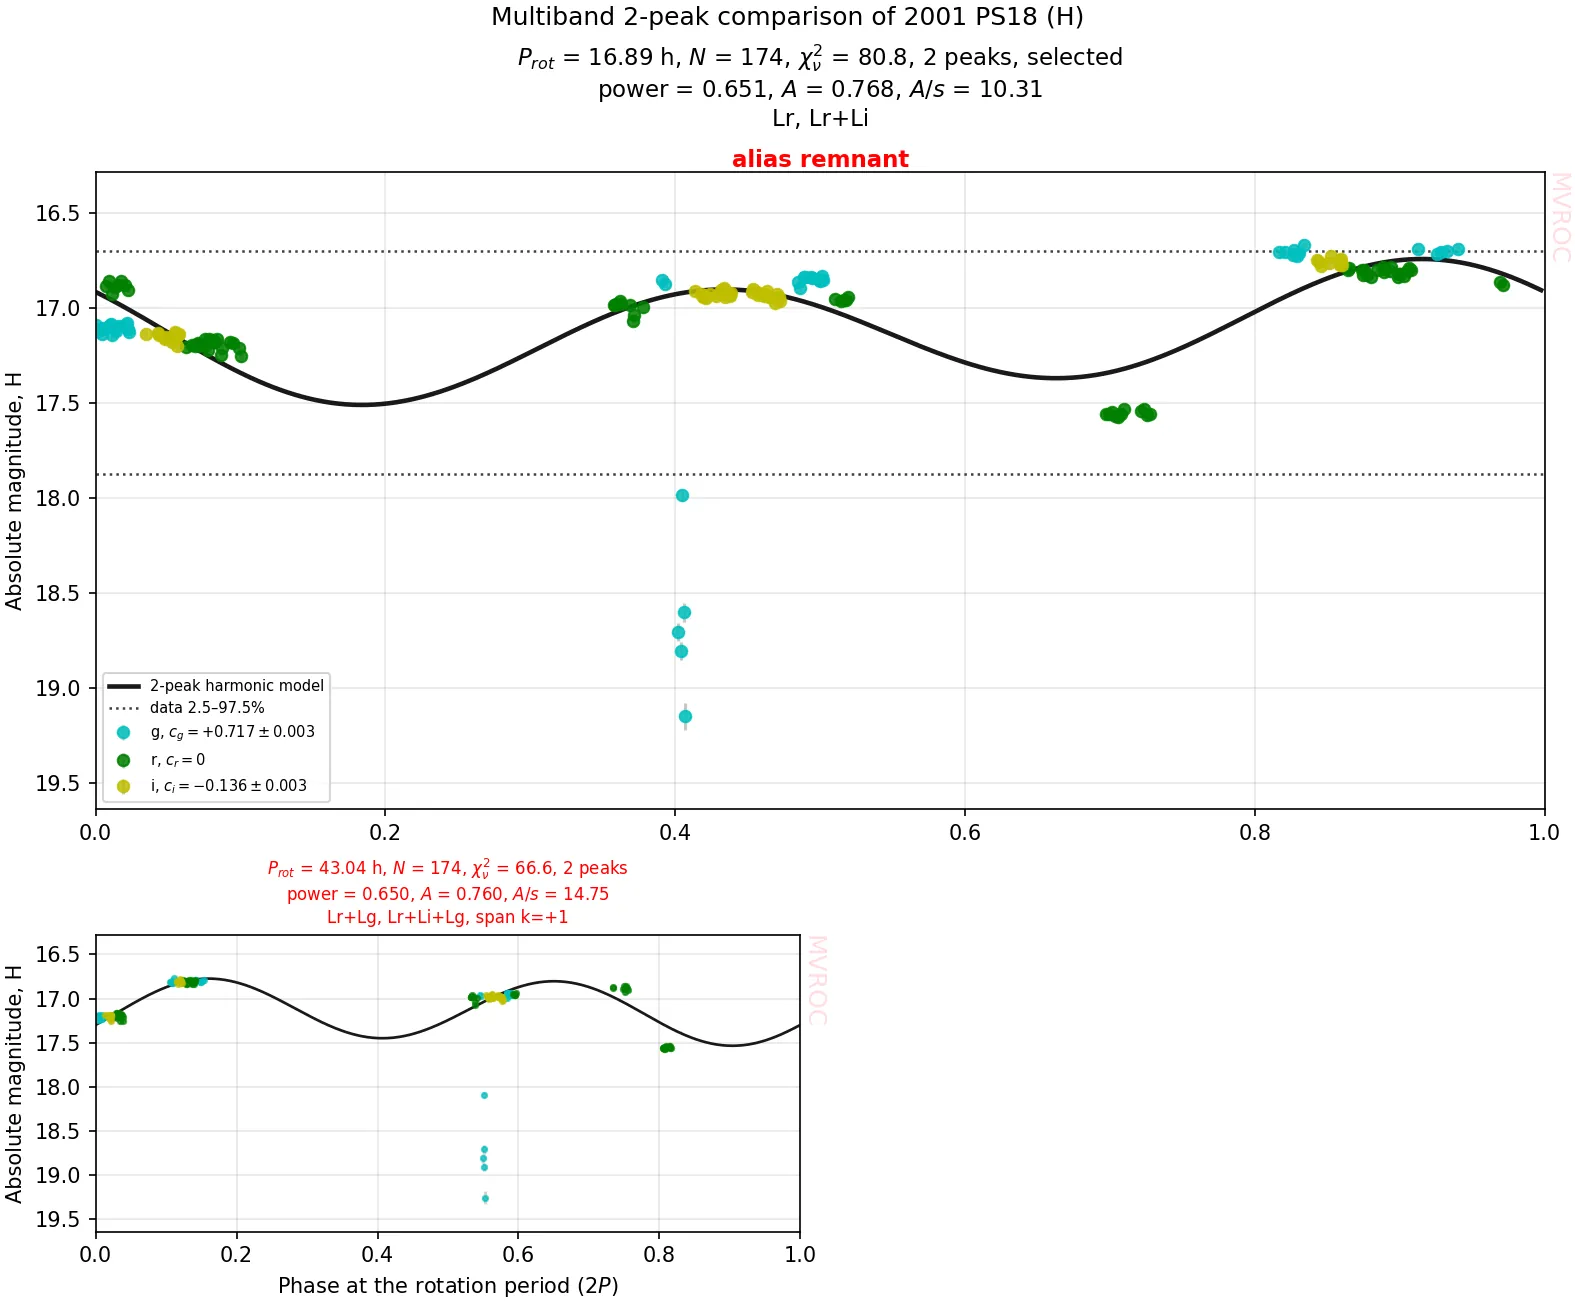 Multiband 2-peak comparison of 2001 PS18 (H)
P_rot = 16.89 h, N = 174, χ²_ν = 80.8, 2 peaks, selected
power = 0.651, A = 0.768, A/s = 10.31
Lr, Lr+Li
alias remnant
MVROC
Absolute magnitude, H
16.5
17.0
17.5
18.0
18.5
19.0
19.5
2-peak harmonic model
data 2.5–97.5%
g, c_g = +0.717 ± 0.003
r, c_r = 0
i, c_i = −0.136 ± 0.003
0.0 0.2 0.4 0.6 0.8 1.0
P_rot = 43.04 h, N = 174, χ²_ν = 66.6, 2 peaks
power = 0.650, A = 0.760, A/s = 14.75
Lr+Lg, Lr+Li+Lg, span k=+1
MVROC
Absolute magnitude, H
16.5
17.0
17.5
18.0
18.5
19.0
19.5
0.0 0.2 0.4 0.6 0.8 1.0
Phase at the rotation period (2P)